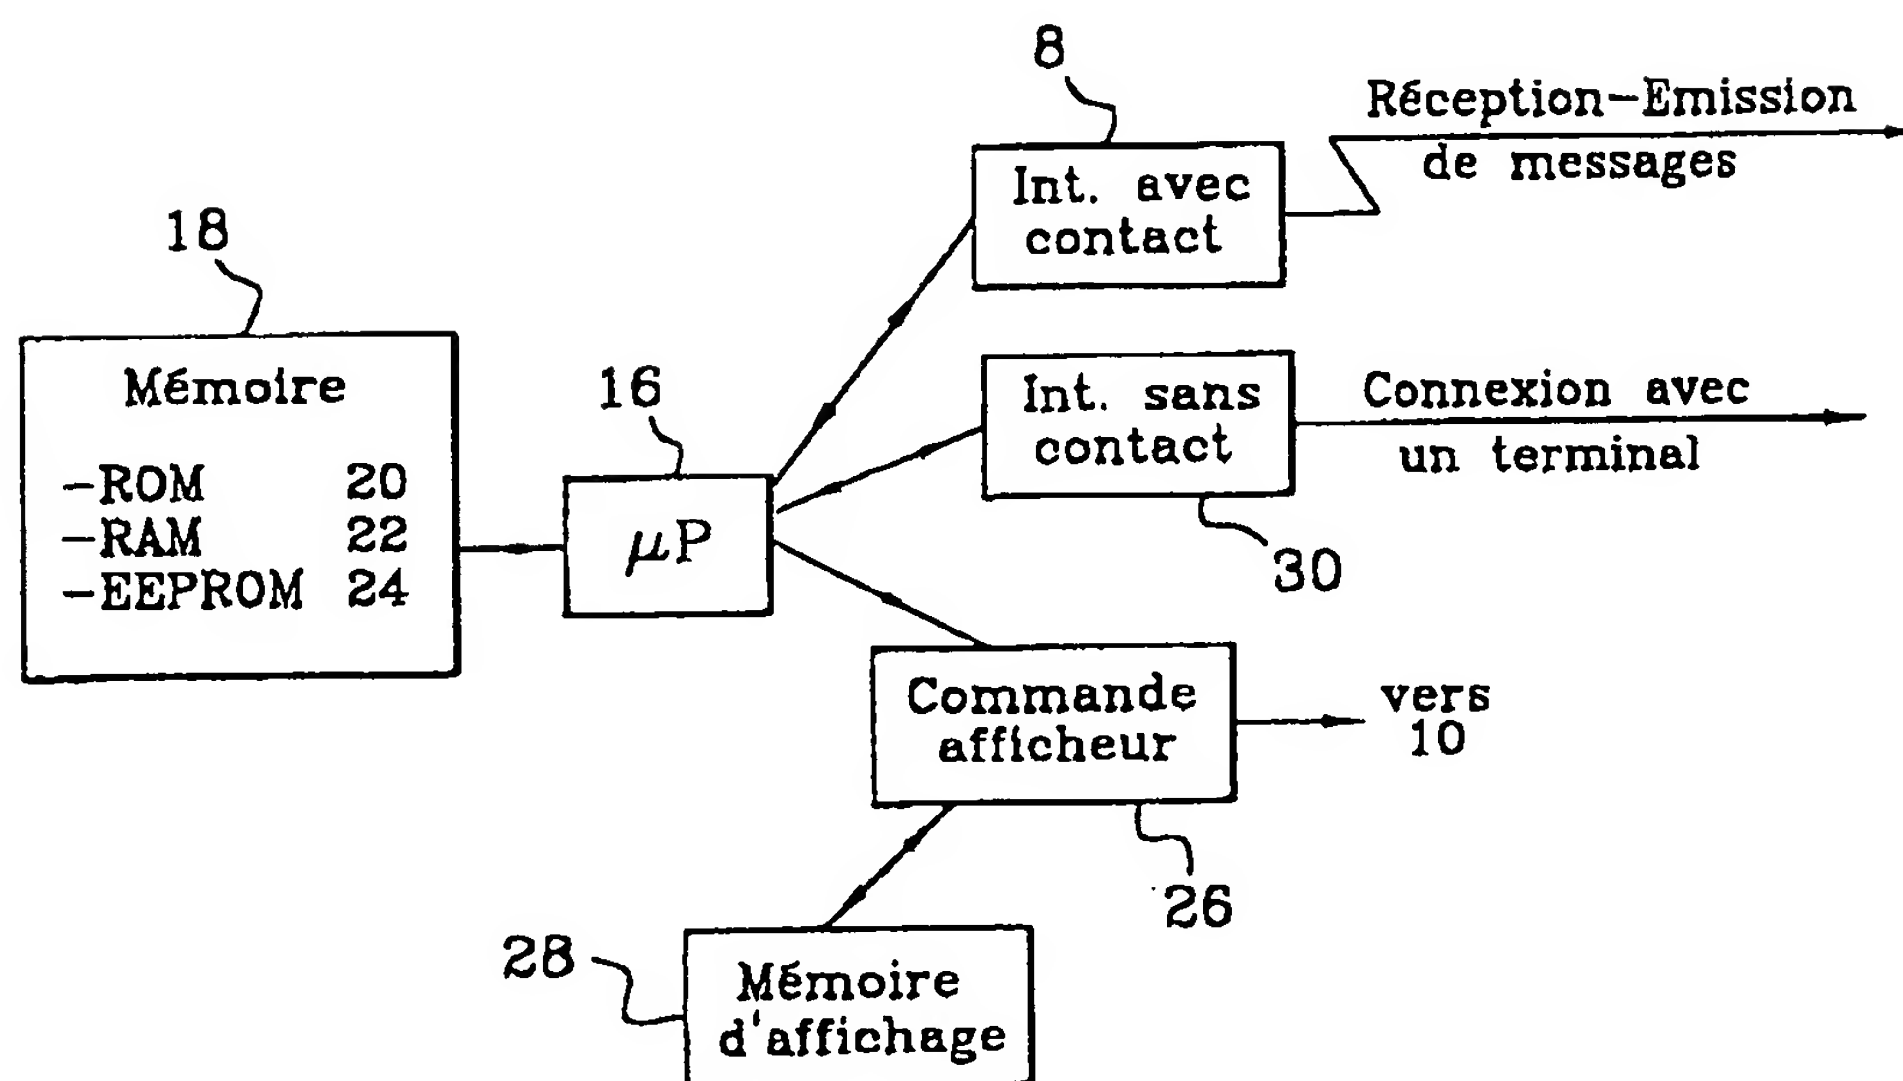 8
Réception-Emission
de messages
Int. avec
contact
18
Mémoire
-ROM 20
-RAM 22
-EEPROM 24
16
μP
Int. sans
contact
Connexion avec
un terminal
30
Commande
afficheur
vers
10
26
28
Mémoire
d'affichage